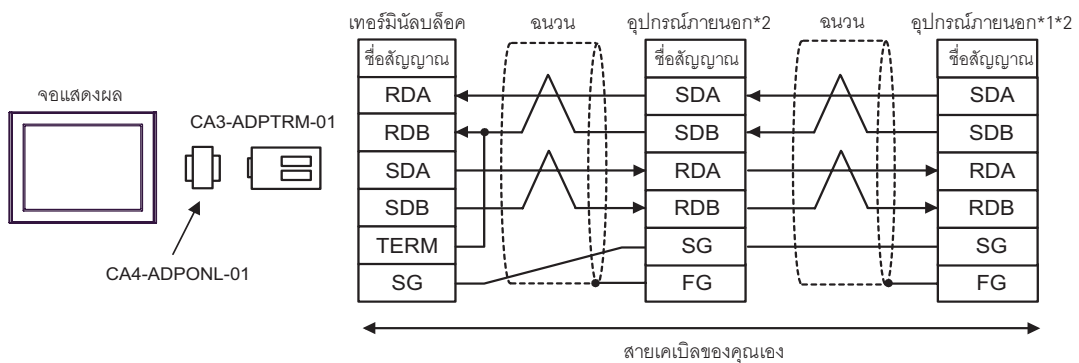 จอแสดงผล
CA3-ADPTRM-01
CA4-ADPONL-01
เทอร์มินัลบล็อค
ชื่อสัญญาณ
RDA
RDB
SDA
SDB
TERM
SG
ฉนวน
อุปกรณ์ภายนอก*2
ชื่อสัญญาณ
SDA
SDB
RDA
RDB
SG
FG
ฉนวน
อุปกรณ์ภายนอก*1*2
ชื่อสัญญาณ
SDA
SDB
RDA
RDB
SG
FG
สายเคเบิลของคุณเอง